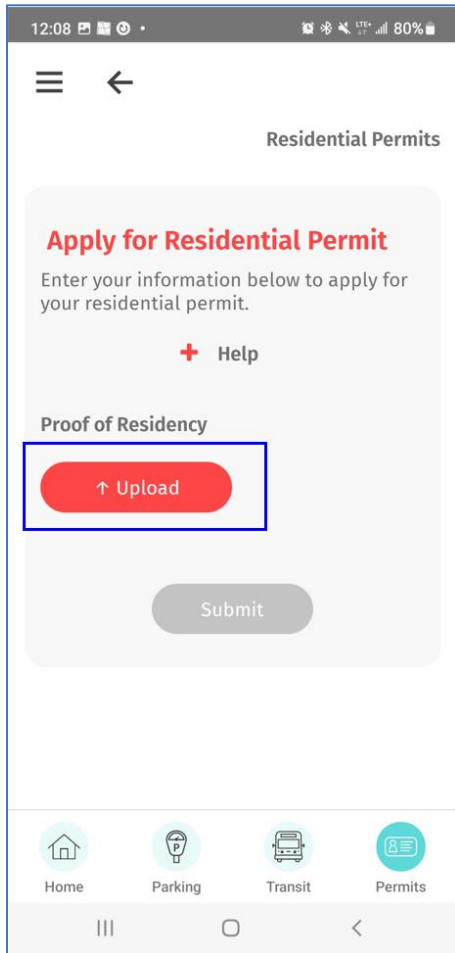 12:08
LTE+
80%
Residential Permits
Apply for Residential Permit
Enter your information below to apply for
your residential permit.
+ Help
Proof of Residency
↑ Upload
Submit
P
Home Parking Transit Permits